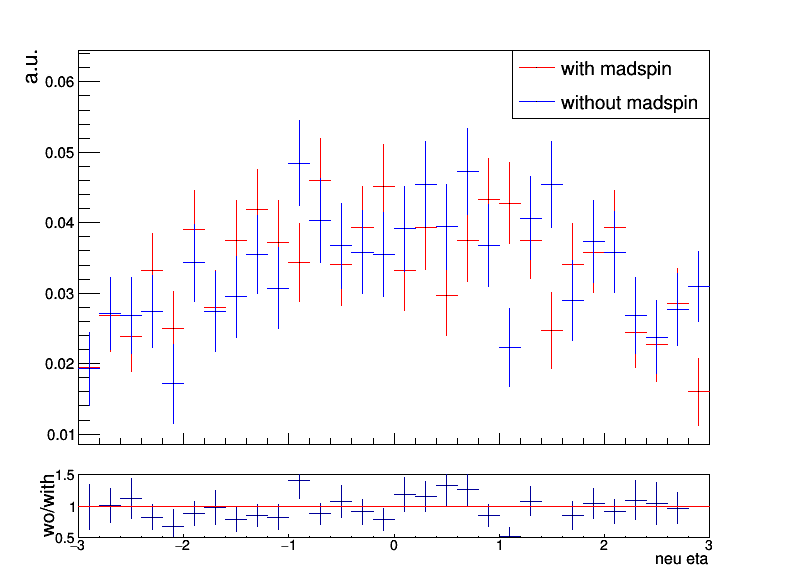 a.u.
with madspin
without madspin
0.06
0.05
0.04
0.03
0.02
0.01
wo/with
1.5
1
0.5
−3 −2 −1 0 1 2 3
neu eta